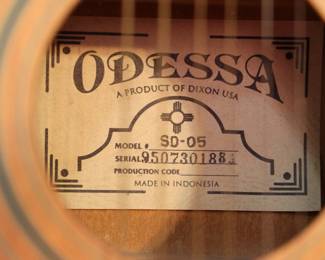 ODESSA
A PRODUCT OF DIXON USA
MODEL # SD-05
SERIAL 950730188
PRODUCTION CODE
MADE IN INDONESIA